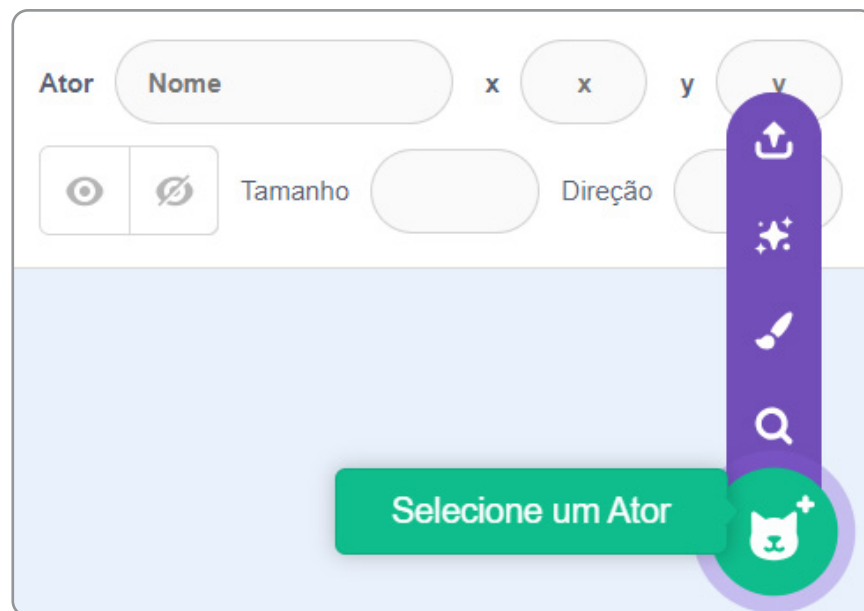 Ator Nome x x y y
Tamanho Direção
Selecione um Ator